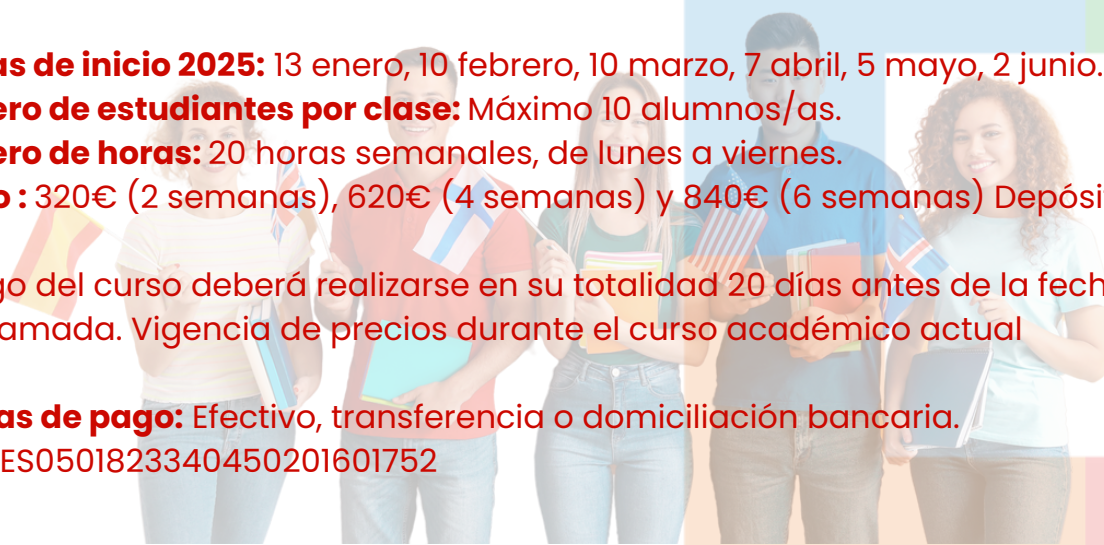 as de inicio 2025: 13 enero, 10 febrero, 10 marzo, 7 abril, 5 mayo, 2 junio.
ero de estudiantes por clase: Máximo 10 alumnos/as.
ero de horas: 20 horas semanales, de lunes a viernes.
o : 320€ (2 semanas), 620€ (4 semanas) y 840€ (6 semanas) Depósi
go del curso deberá realizarse en su totalidad 20 días antes de la fech
amada. Vigencia de precios durante el curso académico actual
as de pago: Efectivo, transferencia o domiciliación bancaria.
ES0501823340450201601752